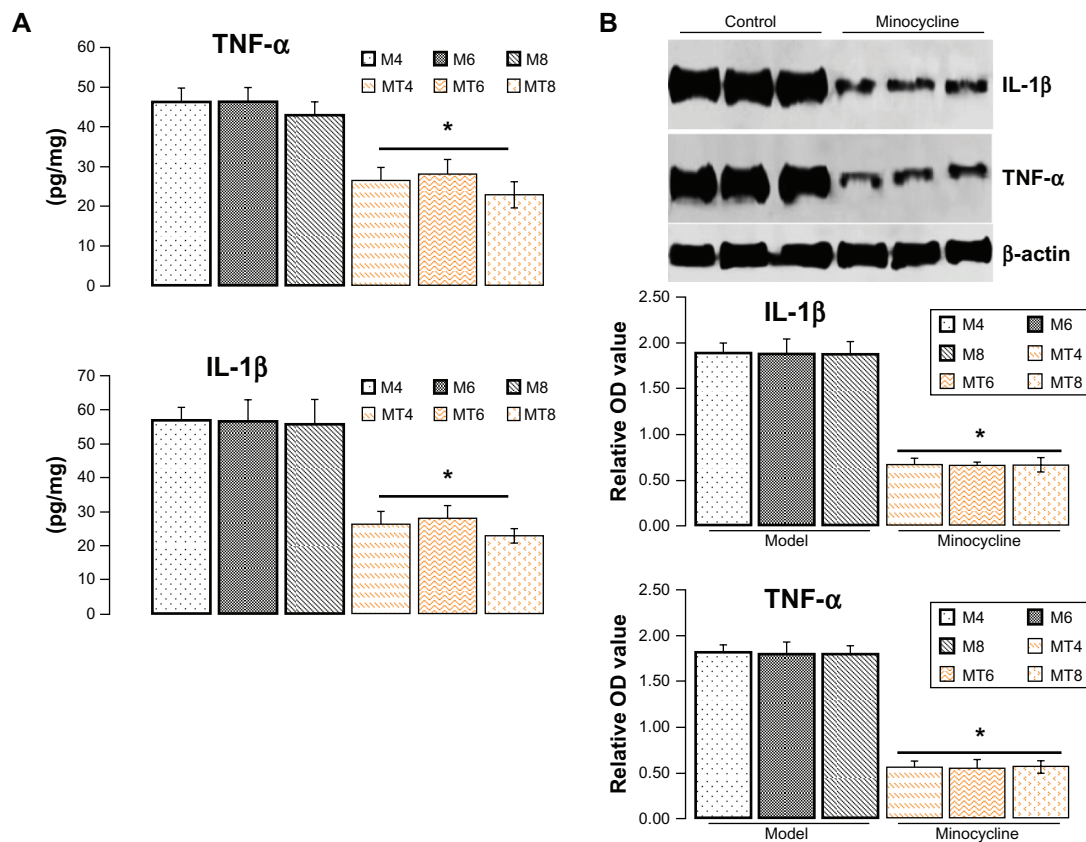 A
TNF-α
60
50
40
30
20
10
0
(pg/mg)
M4 M6 M8
MT4 MT6 MT8
*
IL-1β
70
60
50
40
30
20
10
0
(pg/mg)
M4 M6 M8
MT4 MT6 MT8
*
B
Control Minocycline
IL-1β
TNF-α
β-actin
IL-1β
2.50
2.00
1.50
1.00
0.50
0.00
Relative OD value
M4 M6
M8 MT4
MT6 MT8
*
Model Minocycline
TNF-α
2.50
2.00
1.50
1.00
0.50
0.00
Relative OD value
M4 M6
M8 MT4
MT6 MT8
*
Model Minocycline